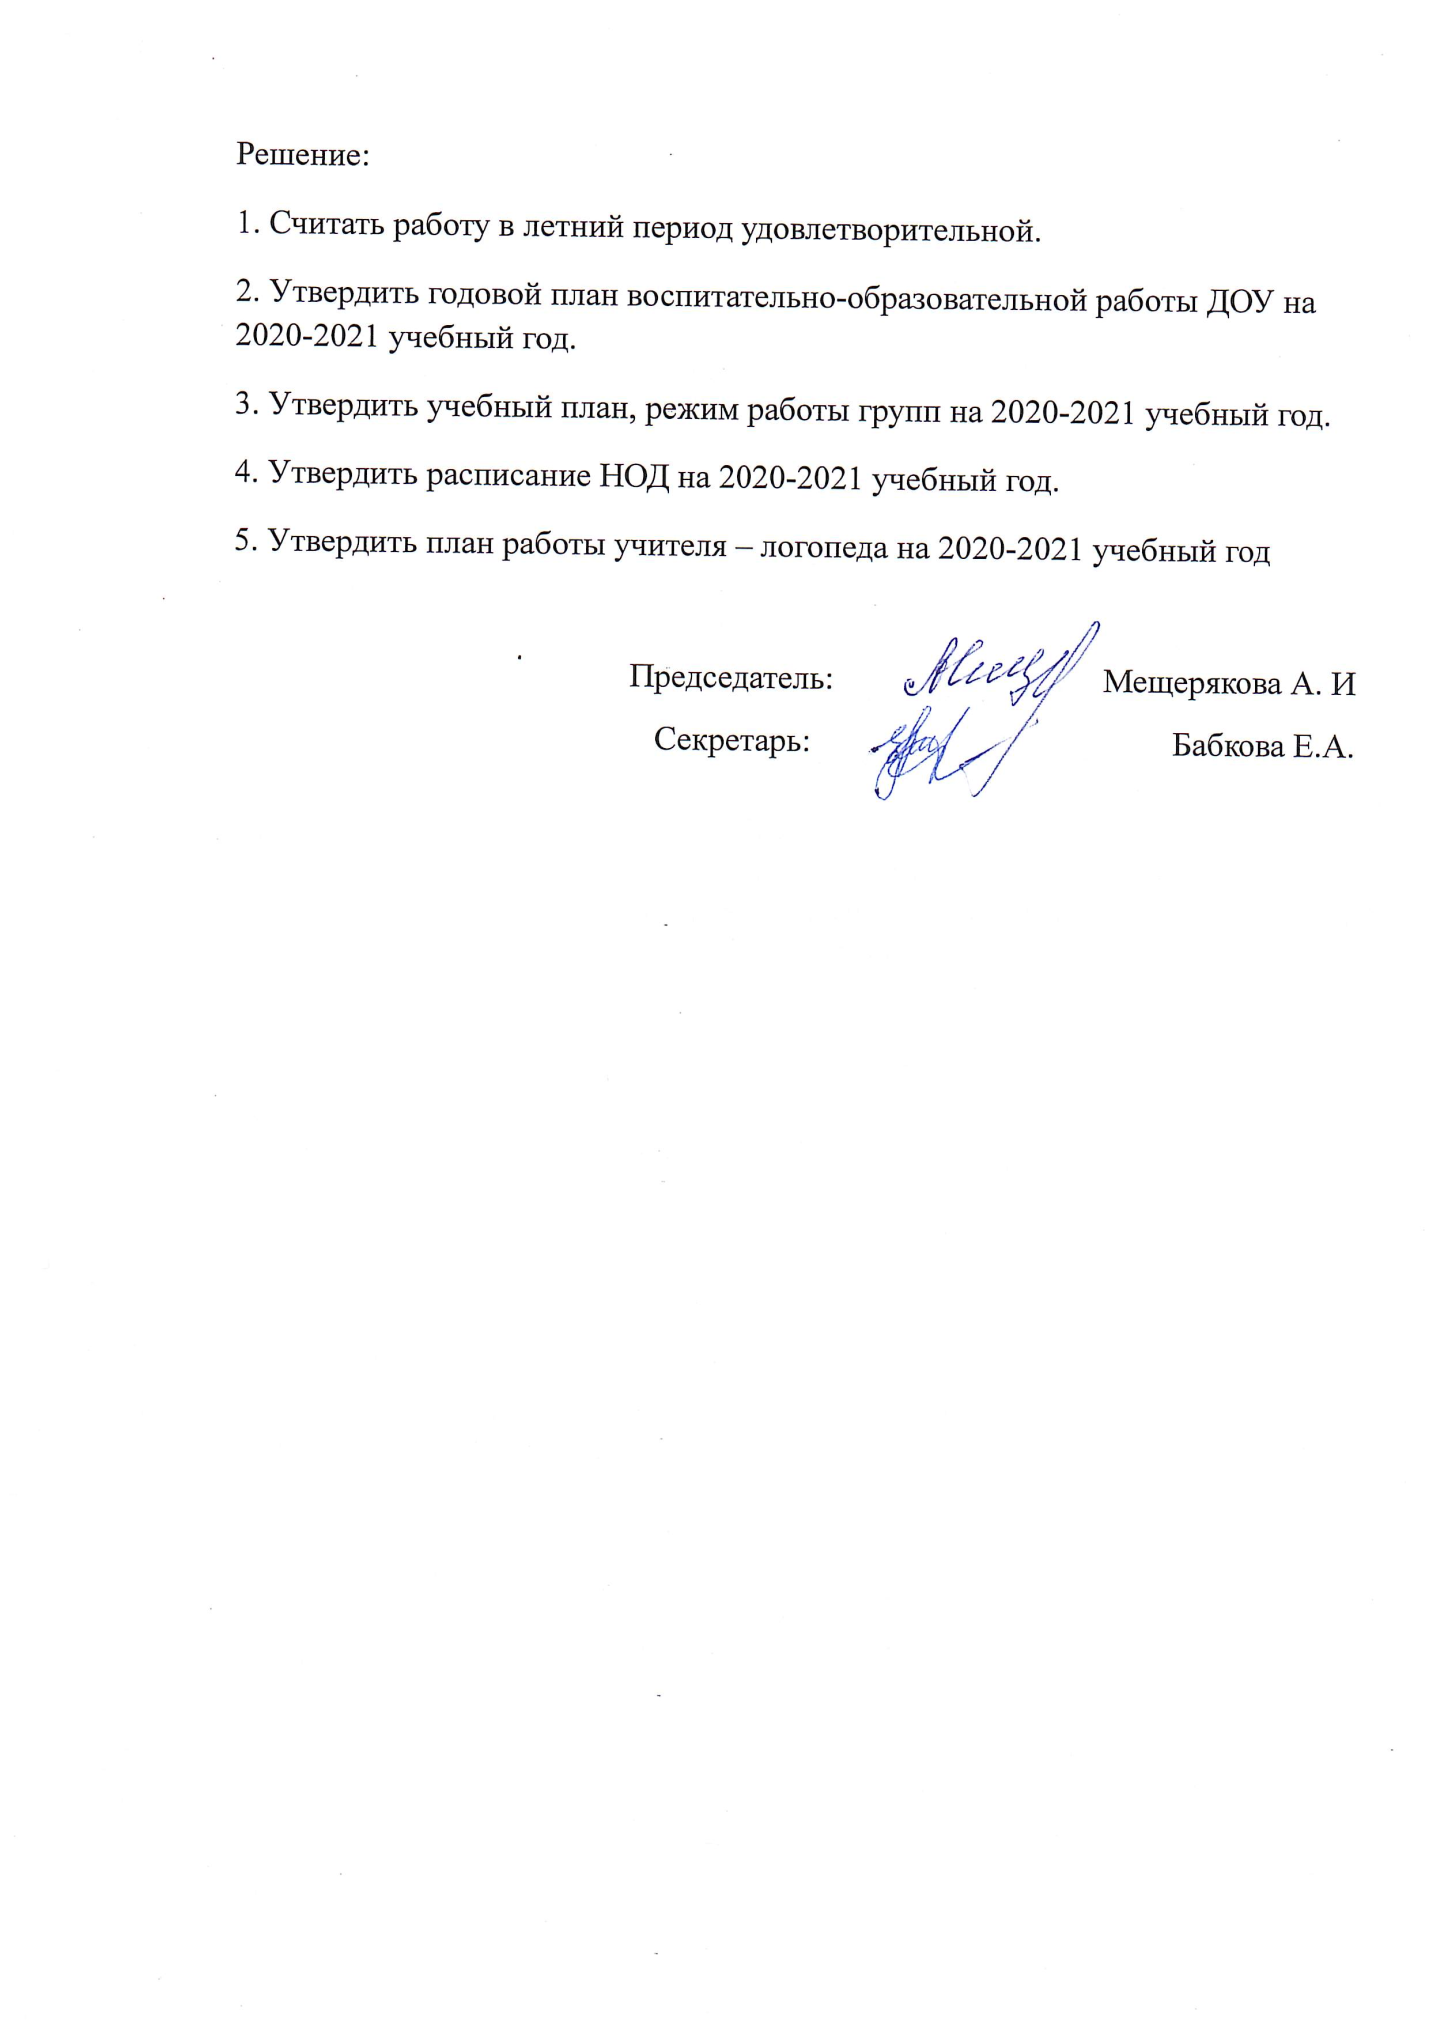 Решение:
1. Считать работу в летний период удовлетворительной.
2. Утвердить годовой план воспитательно-образовательной работы ДОУ на
2020-2021 учебный год.
3. Утвердить учебный план, режим работы групп на 2020-2021 учебный год.
4. Утвердить расписание НОД на 2020-2021 учебный год.
5. Утвердить план работы учителя – логопеда на 2020-2021 учебный год
Председатель: Мещерякова А. И
Секретарь: Бабкова Е.А.